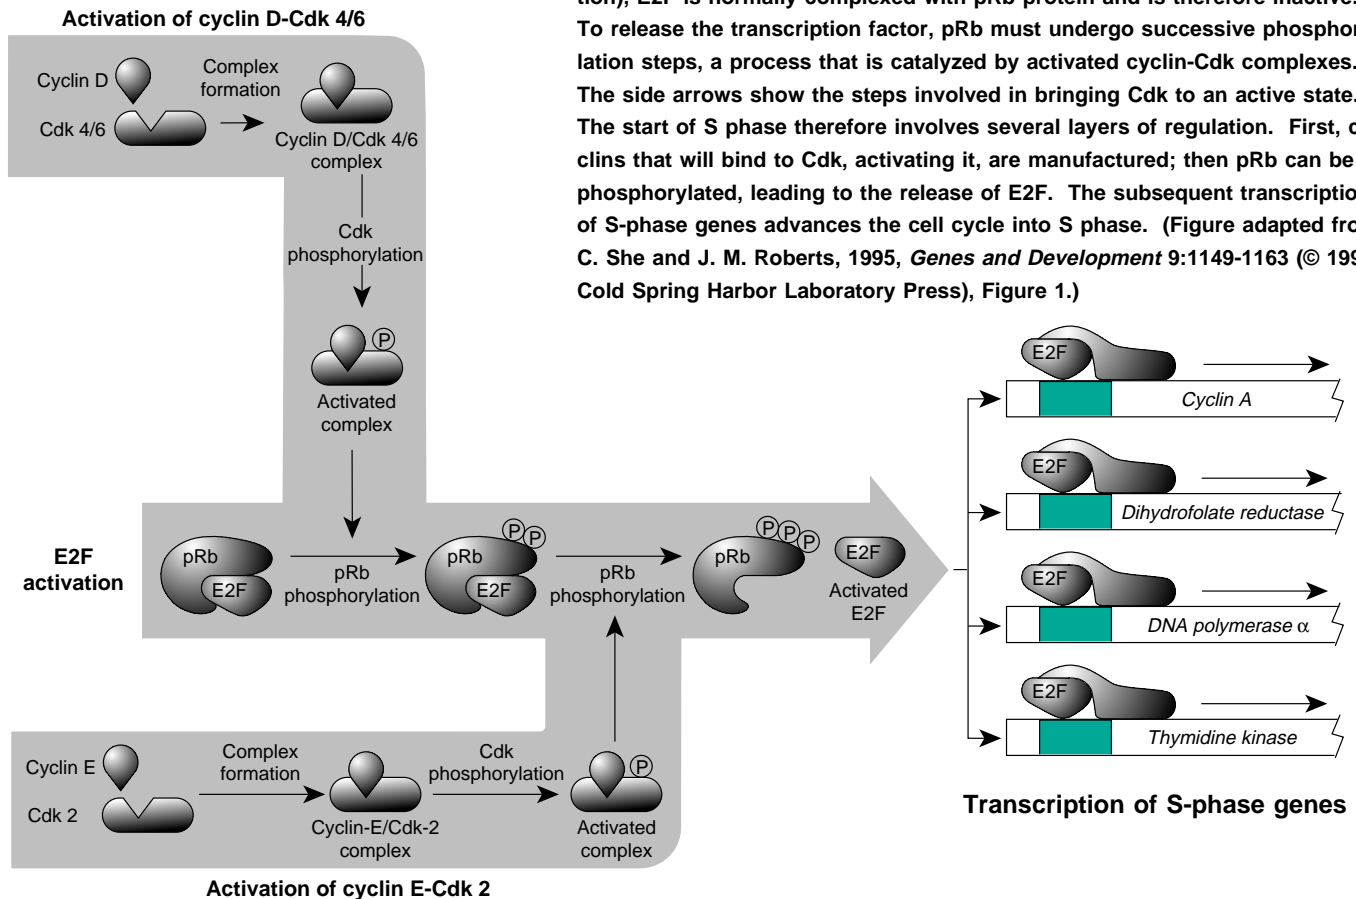 Activation of cyclin D-Cdk 4/6
E2F is normally complexed with pRb protein and is therefore inactive.
To release the transcription factor, pRb must undergo successive phosphor
lation steps, a process that is catalyzed by activated cyclin-Cdk complexes.
The side arrows show the steps involved in bringing Cdk to an active state.
The start of S phase therefore involves several layers of regulation. First, c
clins that will bind to Cdk, activating it, are manufactured; then pRb can be
phosphorylated, leading to the release of E2F. The subsequent transcriptio
of S-phase genes advances the cell cycle into S phase. (Figure adapted fro
C. She and J. M. Roberts, 1995, Genes and Development 9:1149-1163 (© 199
Cold Spring Harbor Laboratory Press), Figure 1.)
Cyclin D
Cdk 4/6
Complex
formation
Cyclin D/Cdk 4/6
complex
Cdk
phosphorylation
P
Activated
complex
E2F
activation
pRb
E2F
pRb
phosphorylation
pRb
E2F
P P
pRb
phosphorylation
pRb
P P P
E2F
Activated
E2F
Cyclin E
Cdk 2
Complex
formation
Cyclin-E/Cdk-2
complex
Cdk
phosphorylation
P
Activated
complex
Activation of cyclin E-Cdk 2
E2F
Cyclin A
E2F
Dihydrofolate reductase
E2F
DNA polymerase α
E2F
Thymidine kinase
Transcription of S-phase genes